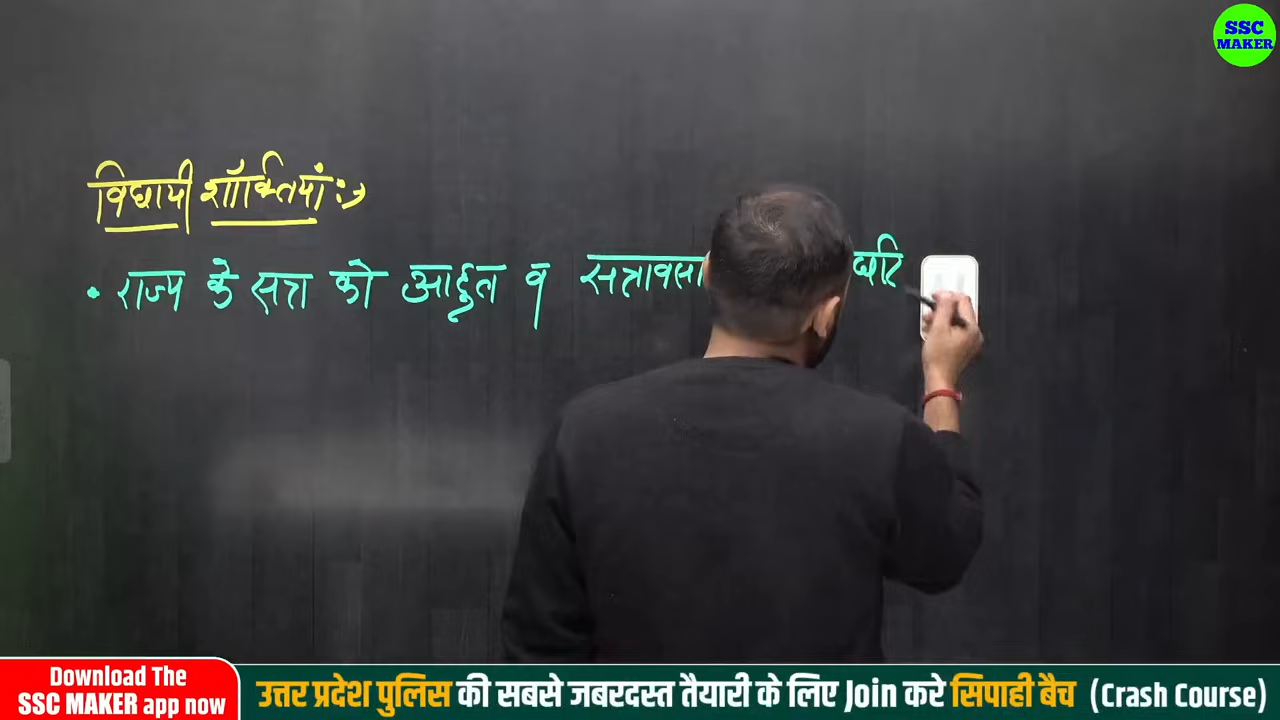 SSC
MAKER
विधायी शक्तियां :→
• राज्य के सत्रा को आहुत व सत्रावसा
Download The
SSC MAKER app now
उत्तर प्रदेश पुलिस की सबसे जबरदस्त तैयारी के लिए Join करे सिपाही बैच (Crash Course)